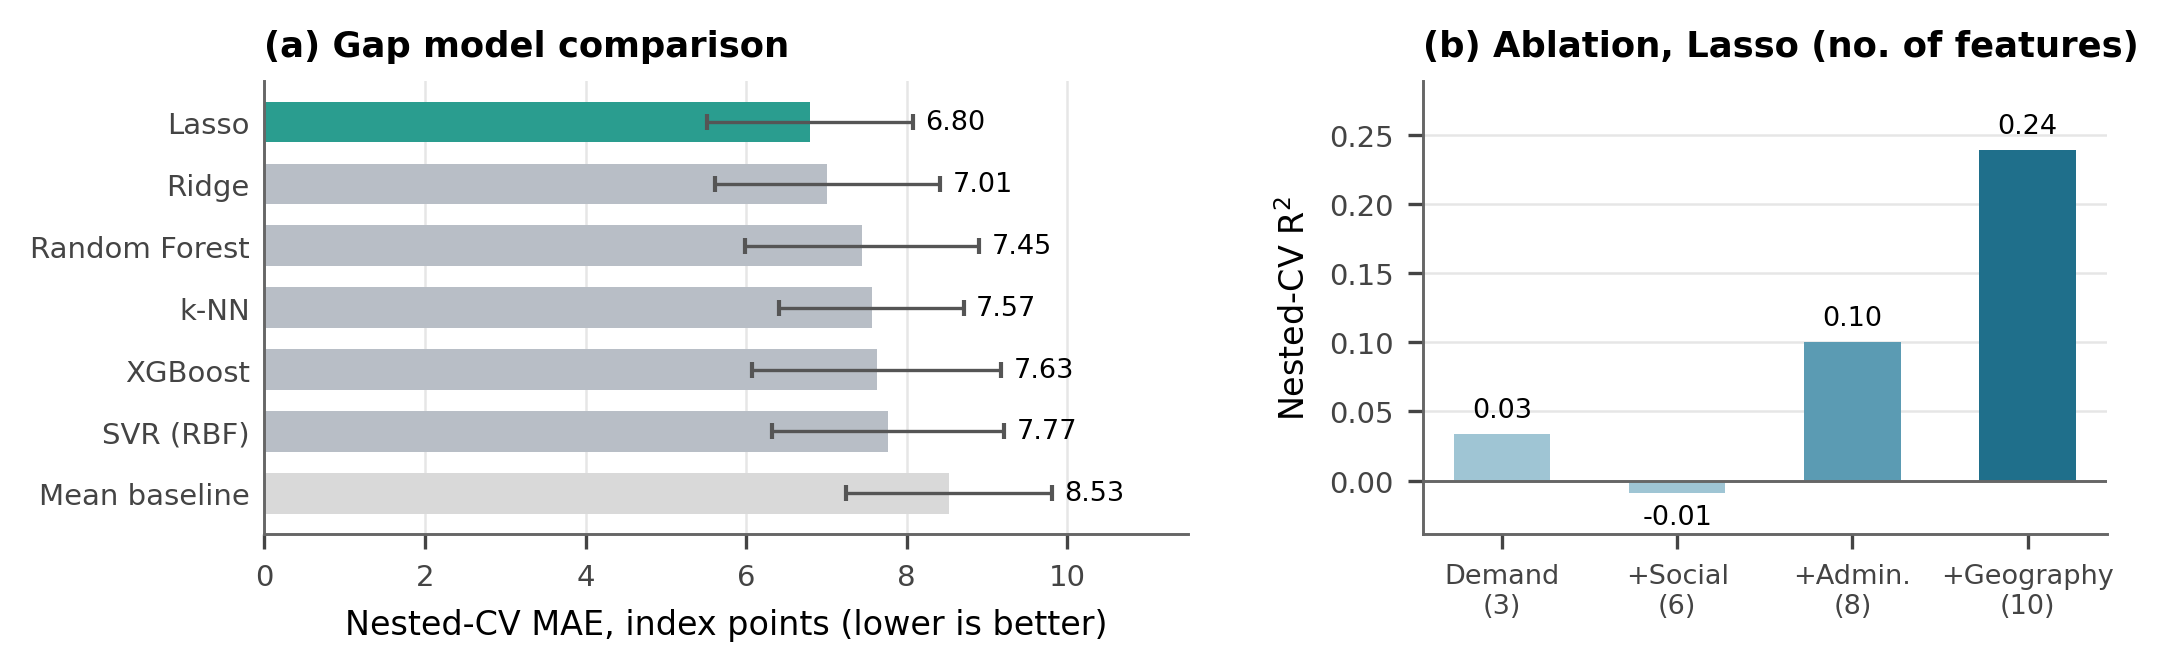 (a) Gap model comparison
Lasso
6.80
Ridge
7.01
Random Forest
7.45
k-NN
7.57
XGBoost
7.63
SVR (RBF)
7.77
Mean baseline
8.53
0 2 4 6 8 10
Nested-CV MAE, index points (lower is better)
(b) Ablation, Lasso (no. of features)
Nested-CV R²
0.25
0.20
0.15
0.10
0.05
0.00
0.03
-0.01
0.10
0.24
Demand +Social +Admin. +Geography
(3) (6) (8) (10)